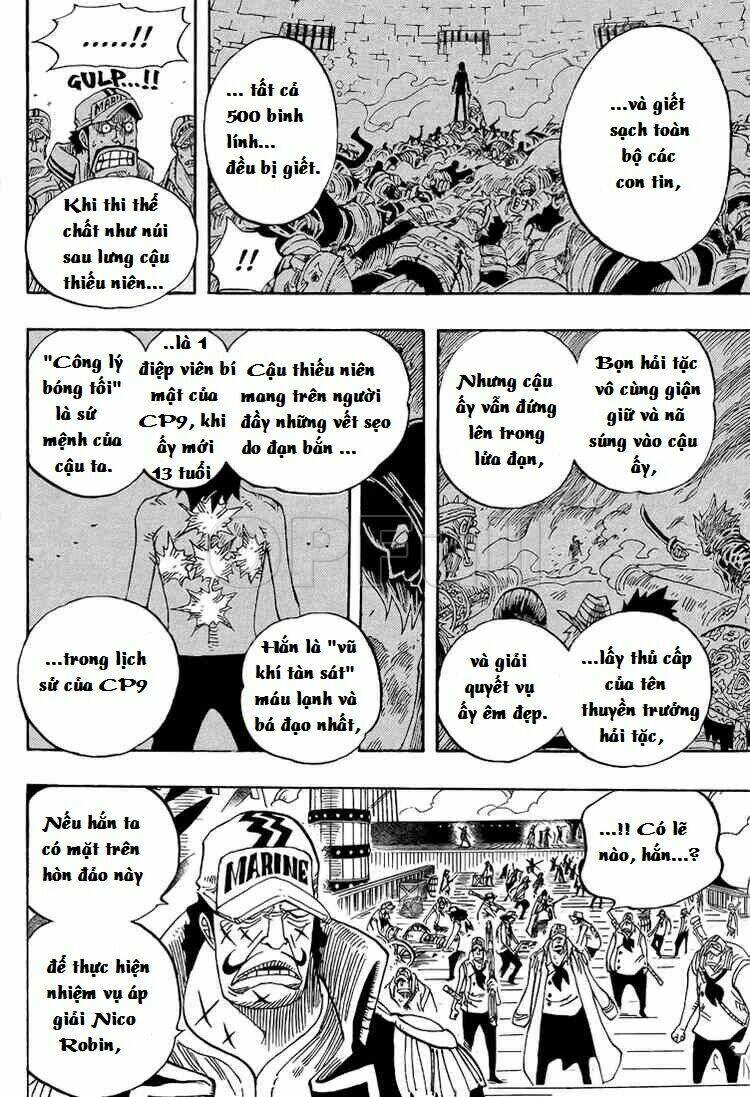 ...và giết
sạch toàn
bộ các
con tin,
... tất cả
500 binh
lính...
đều bị giết.
!!
......!!
GULP...!!
MARINE
Khi thi thể
chất như núi
sau lưng cậu
thiếu niên...
Bọn hải tặc
vô cùng giận
giữ và nã
súng vào cậu
ấy,
Nhưng cậu
ấy vẫn đứng
lên trong
lửa đạn,
...lấy thủ cấp
của tên
thuyền trưởng
hải tặc,
và giải
quyết vụ
ấy êm đẹp.
Cậu thiếu niên
mang trên người
đầy những vết sẹo
do đạn bắn ...
..là 1
điệp viên bí
mật của
CP9, khi
ấy mới
13 tuổi
"Công lý
bóng tối"
là sứ
mệnh của
cậu ta.
Hắn là "vũ
khí tàn sát"
máu lạnh và
bá đạo nhất,
...trong lịch
sử của CP9
...!! Có lẽ
nào, hắn...?
MARINE
Nếu hắn ta
có mặt trên
hòn đảo này
để thực hiện
nhiệm vụ áp
giải Nico
Robin,